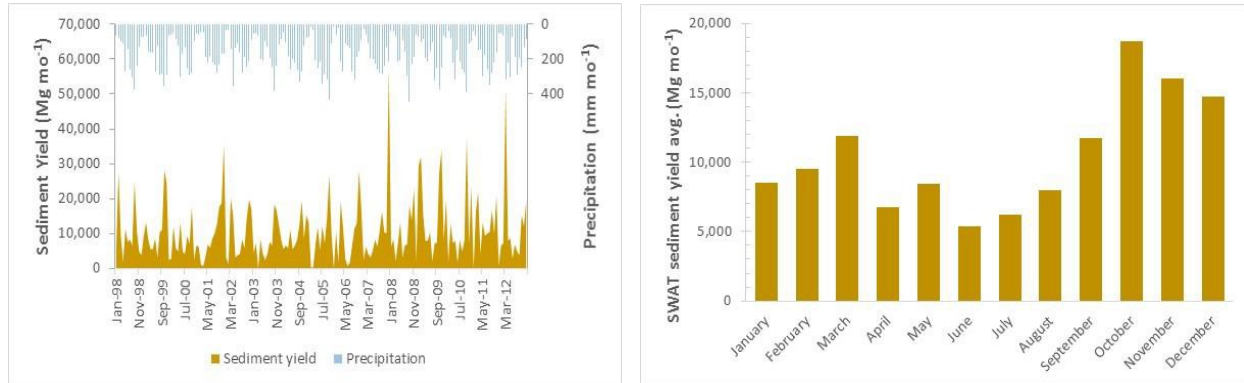 70,000
60,000
50,000
40,000
30,000
20,000
10,000
0
Sediment Yield (Mg mo⁻¹)
0
200
400
Precipitation (mm mo⁻¹)
Jan-98
Nov-98
Sep-99
Jul-00
May-01
Mar-02
Jan-03
Nov-03
Sep-04
Jul-05
May-06
Mar-07
Jan-08
Nov-08
Sep-09
Jul-10
May-11
Mar-12
Sediment yield
Precipitation
20,000
15,000
10,000
5,000
0
SWAT sediment yield avg. (Mg mo⁻¹)
January
February
March
April
May
June
July
August
September
October
November
December